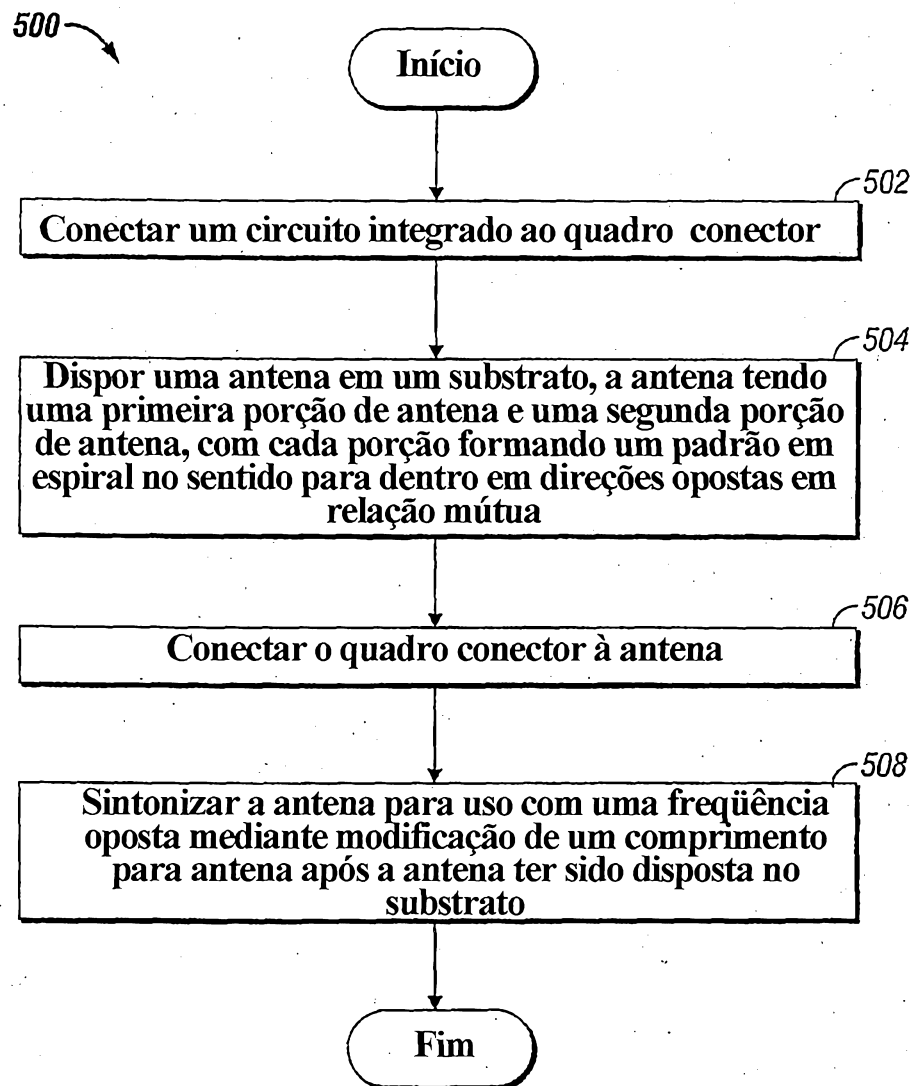 500
Início
502
Conectar um circuito integrado ao quadro conector
504
Dispor uma antena em um substrato, a antena tendo
uma primeira porção de antena e uma segunda porção
de antena, com cada porção formando um padrão em
espiral no sentido para dentro em direções opostas em
relação mútua
506
Conectar o quadro conector à antena
508
Sintonizar a antena para uso com uma freqüência
oposta mediante modificação de um comprimento
para antena após a antena ter sido disposta no
substrato
Fim